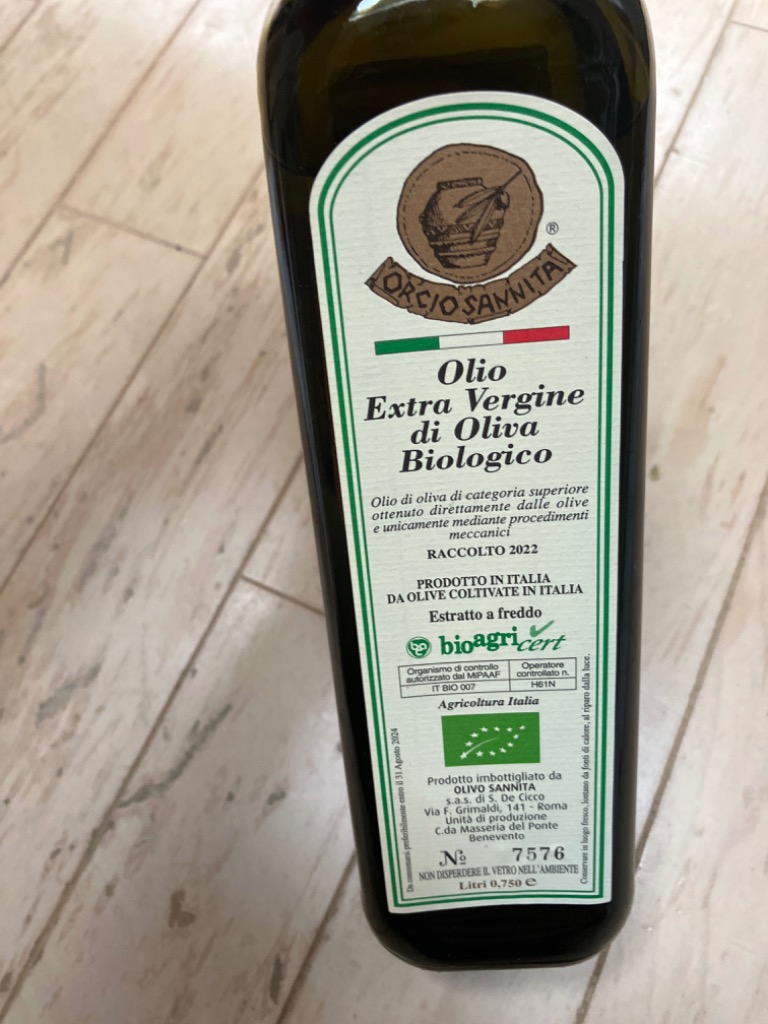 ORCIO SANNITA
®
Olio
Extra Vergine
di Oliva
Biologico
Olio di oliva di categoria superiore
ottenuto direttamente dalle olive
e unicamente mediante procedimenti
meccanici
RACCOLTO 2022
PRODOTTO IN ITALIA
DA OLIVE COLTIVATE IN ITALIA
Estratto a freddo
bioagricert
Organismo di controllo
autorizzato dal MIPAAF
IT BIO 007
Operatore
controllato n.
H61N
Agricoltura Italia
Prodotto imbottigliato da
OLIVO SANNITA
s.a.s. di S. De Cicco
Via F. Grimaldi, 141 - Roma
Unità di produzione
C.da Masseria del Ponte
Benevento
No 7576
NON DISPERDERE IL VETRO NELL'AMBIENTE
Litri 0,750 e
Da consumarsi preferibilmente entro il 31 Agosto 2024
Conservare in luogo fresco, lontano da fonti di calore, al riparo dalla luce.